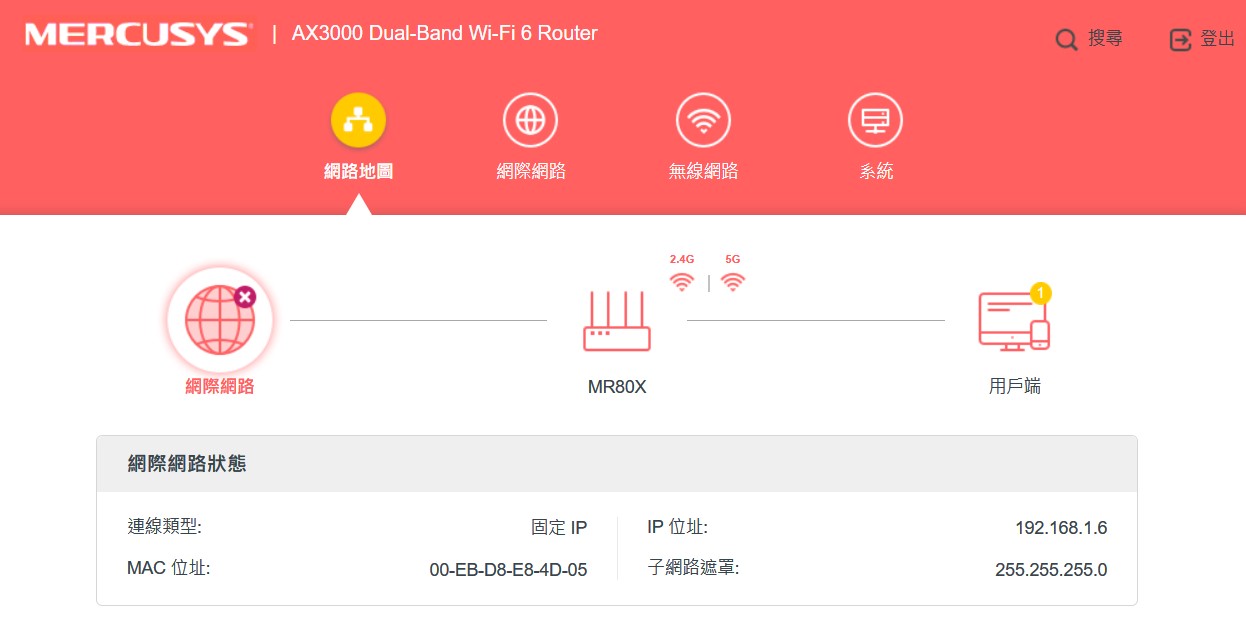 MERCUSYS | AX3000 Dual-Band Wi-Fi 6 Router
搜尋
登出
網路地圖
網際網路
無線網路
系統
2.4G | 5G
1
網際網路
MR80X
用戶端
網際網路狀態
連線類型: 固定 IP
IP 位址: 192.168.1.6
MAC 位址: 00-EB-D8-E8-4D-05
子網路遮罩: 255.255.255.0